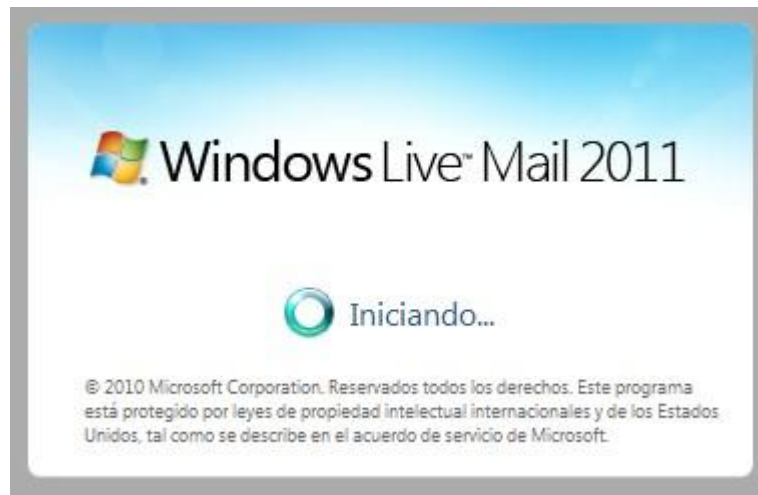 Windows Live™ Mail 2011
Iniciando...
© 2010 Microsoft Corporation. Reservados todos los derechos. Este programa
está protegido por leyes de propiedad intelectual internacionales y de los Estados
Unidos, tal como se describe en el acuerdo de servicio de Microsoft.